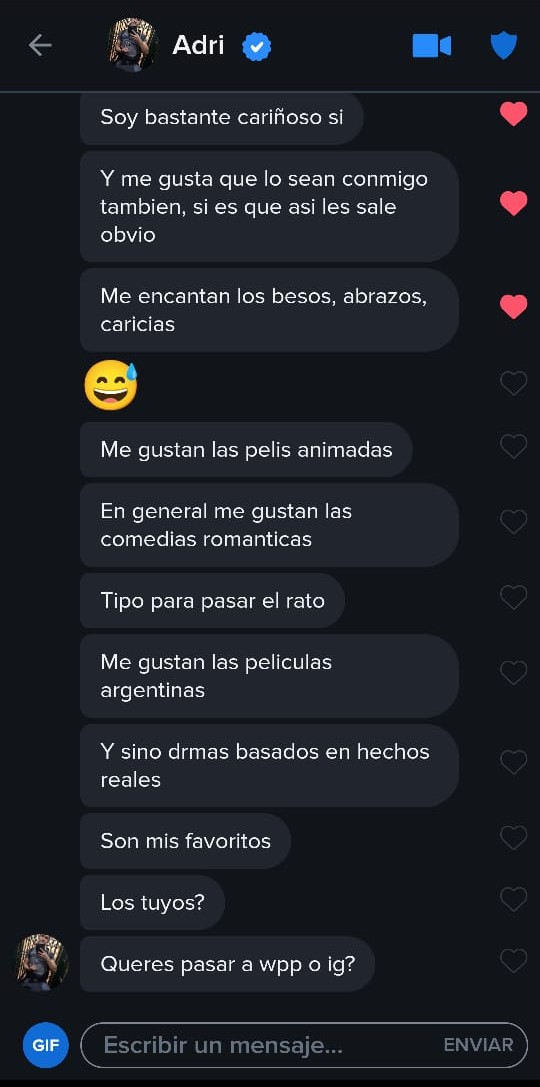 Adri
Soy bastante cariñoso si
Y me gusta que lo sean conmigo
tambien, si es que asi les sale
obvio
Me encantan los besos, abrazos,
caricias
Me gustan las pelis animadas
En general me gustan las
comedias romanticas
Tipo para pasar el rato
Me gustan las peliculas
argentinas
Y sino drmas basados en hechos
reales
Son mis favoritos
Los tuyos?
Queres pasar a wpp o ig?
GIF Escribir un mensaje... ENVIAR